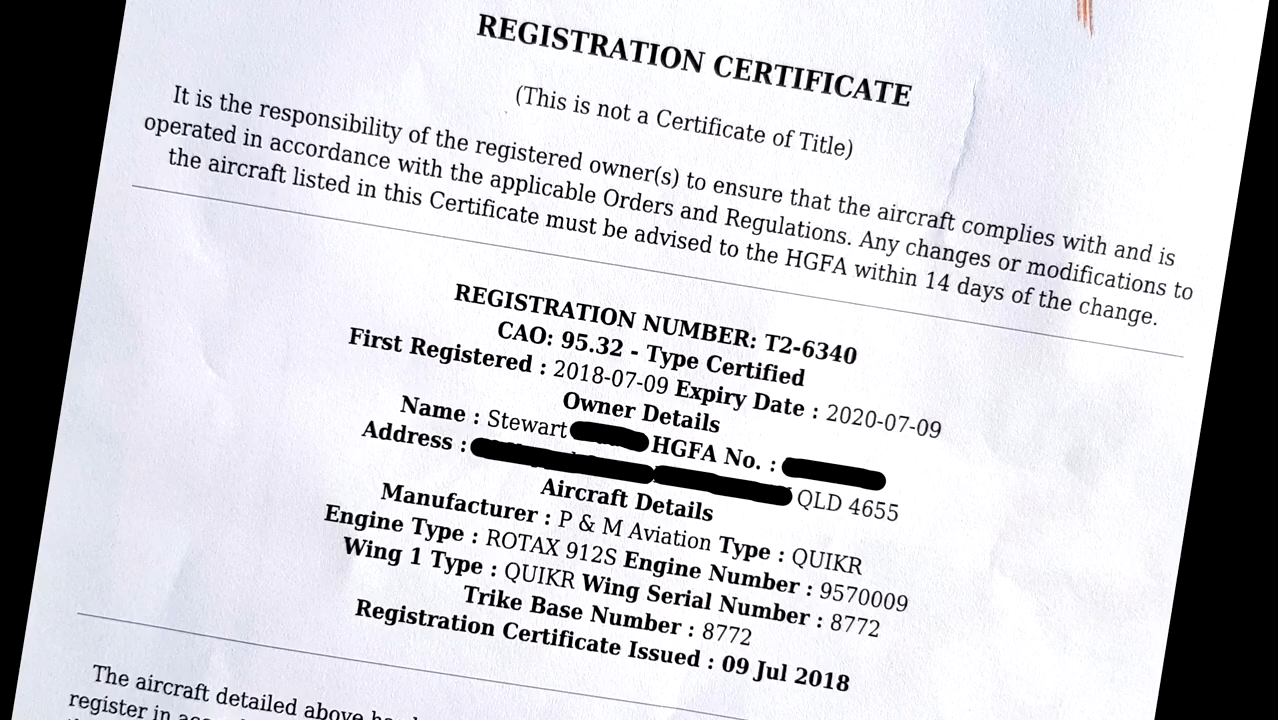 REGISTRATION CERTIFICATE
(This is not a Certificate of Title)
It is the responsibility of the registered owner(s) to ensure that the aircraft complies with and is
operated in accordance with the applicable Orders and Regulations. Any changes or modifications to
the aircraft listed in this Certificate must be advised to the HGFA within 14 days of the change.
REGISTRATION NUMBER: T2-6340
CAO: 95.32 - Type Certified
First Registered : 2018-07-09 Expiry Date : 2020-07-09
Owner Details
Name : Stewart HGFA No. :
Address : QLD 4655
Aircraft Details
Manufacturer : P & M Aviation Type : QUIKR
Engine Type : ROTAX 912S Engine Number : 9570009
Wing 1 Type : QUIKR Wing Serial Number : 8772
Trike Base Number : 8772
Registration Certificate Issued : 09 Jul 2018
The aircraft detailed above
register in